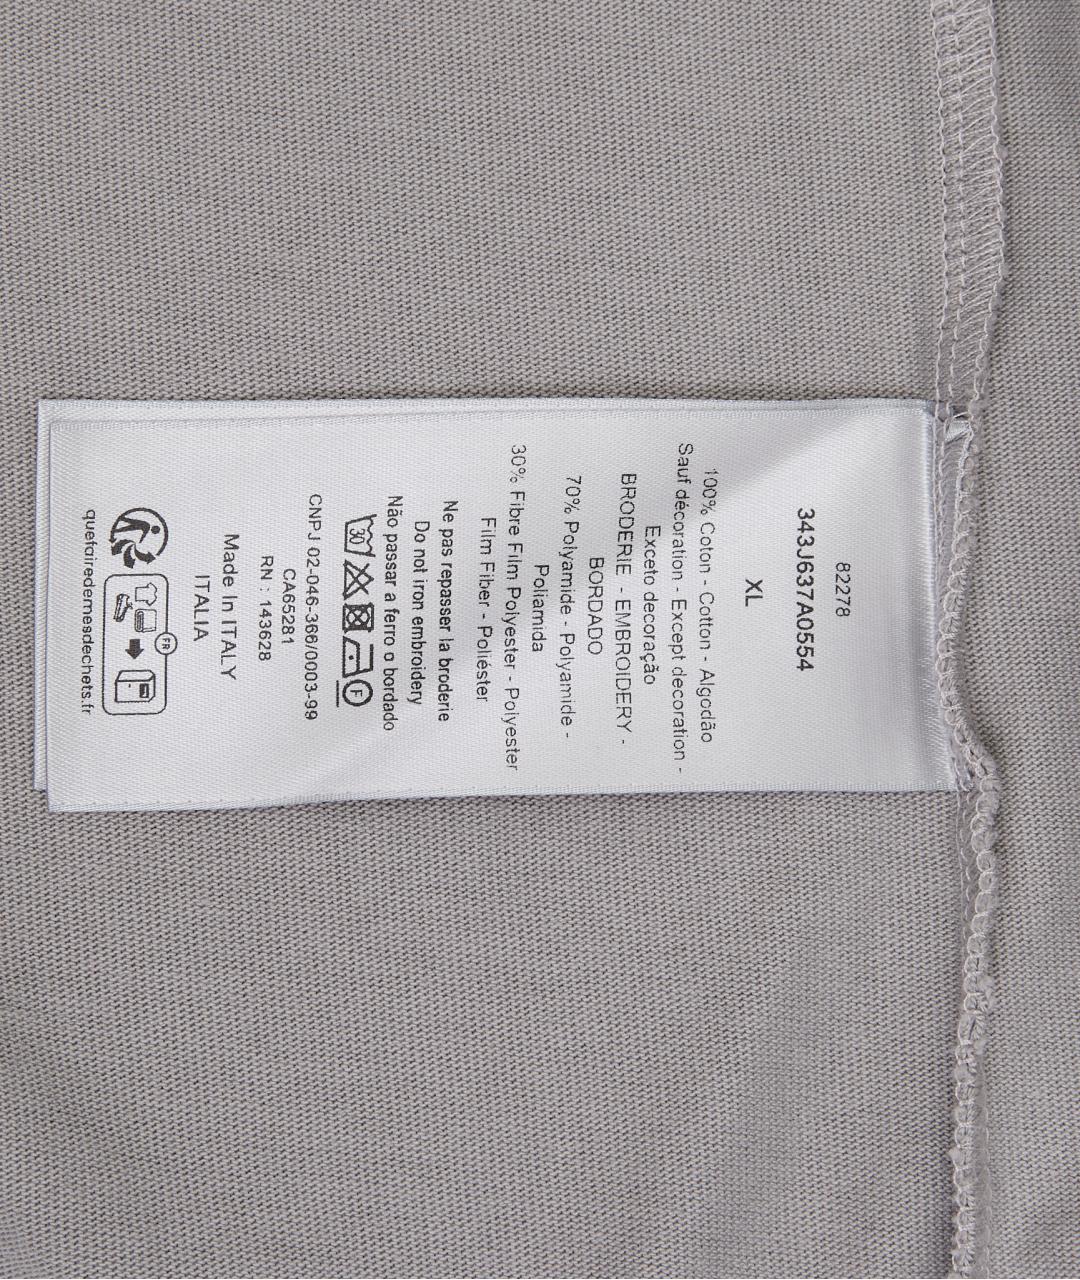 82278
343J637A0554
XL
100% Coton - Cotton - Algodão
Sauf décoration - Except decoration -
Exceto decoração
BRODERIE - EMBROIDERY -
BORDADO
70% Polyamide - Polyamide -
Poliamida
30% Fibre Film Polyester - Polyester
Film Fiber - Poliéster
Ne pas repasser la broderie
Do not iron embroidery
Não passar a ferro o bordado
30 F
CNPJ 02-046-366/0003-99
CA65281
RN : 143628
Made In ITALY
ITALIA
FR
quefairedemesdechets.fr